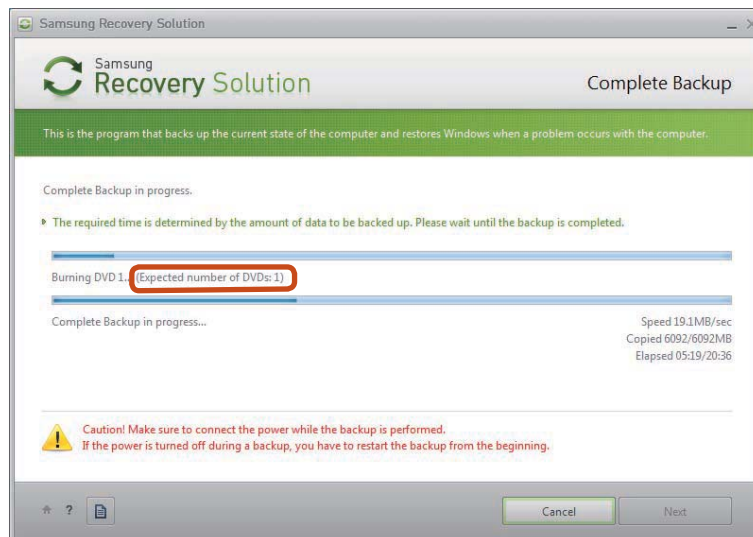 Samsung Recovery Solution
Samsung
Recovery Solution
Complete Backup
This is the program that backs up the current state of the computer and restores Windows when a problem occurs with the computer.
Complete Backup in progress.
The required time is determined by the amount of data to be backed up. Please wait until the backup is completed.
Burning DVD 1... (Expected number of DVDs: 1)
Complete Backup in progress...
Speed 19.1MB/sec
Copied 6092/6092MB
Elapsed 05:19/20:36
Caution! Make sure to connect the power while the backup is performed.
If the power is turned off during a backup, you have to restart the backup from the beginning.
?
Cancel
Next